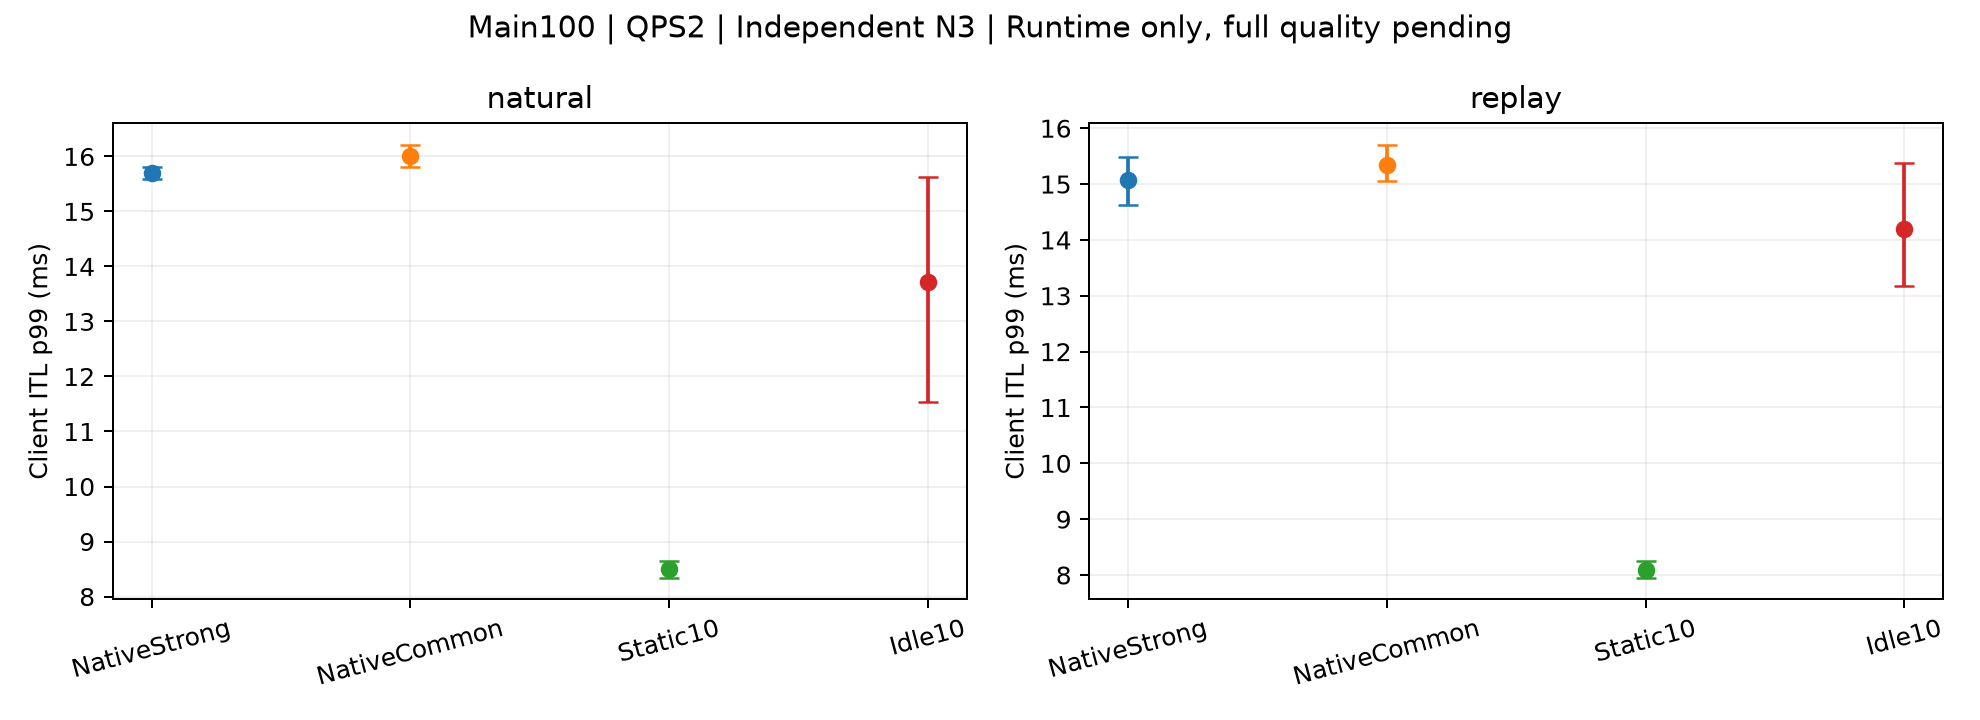 Main100 | QPS2 | Independent N3 | Runtime only, full quality pending
natural
Client ITL p99 (ms)
16
15
14
13
12
11
10
9
8
NativeStrong
NativeCommon
Static10
Idle10
replay
Client ITL p99 (ms)
16
15
14
13
12
11
10
9
8
NativeStrong
NativeCommon
Static10
Idle10